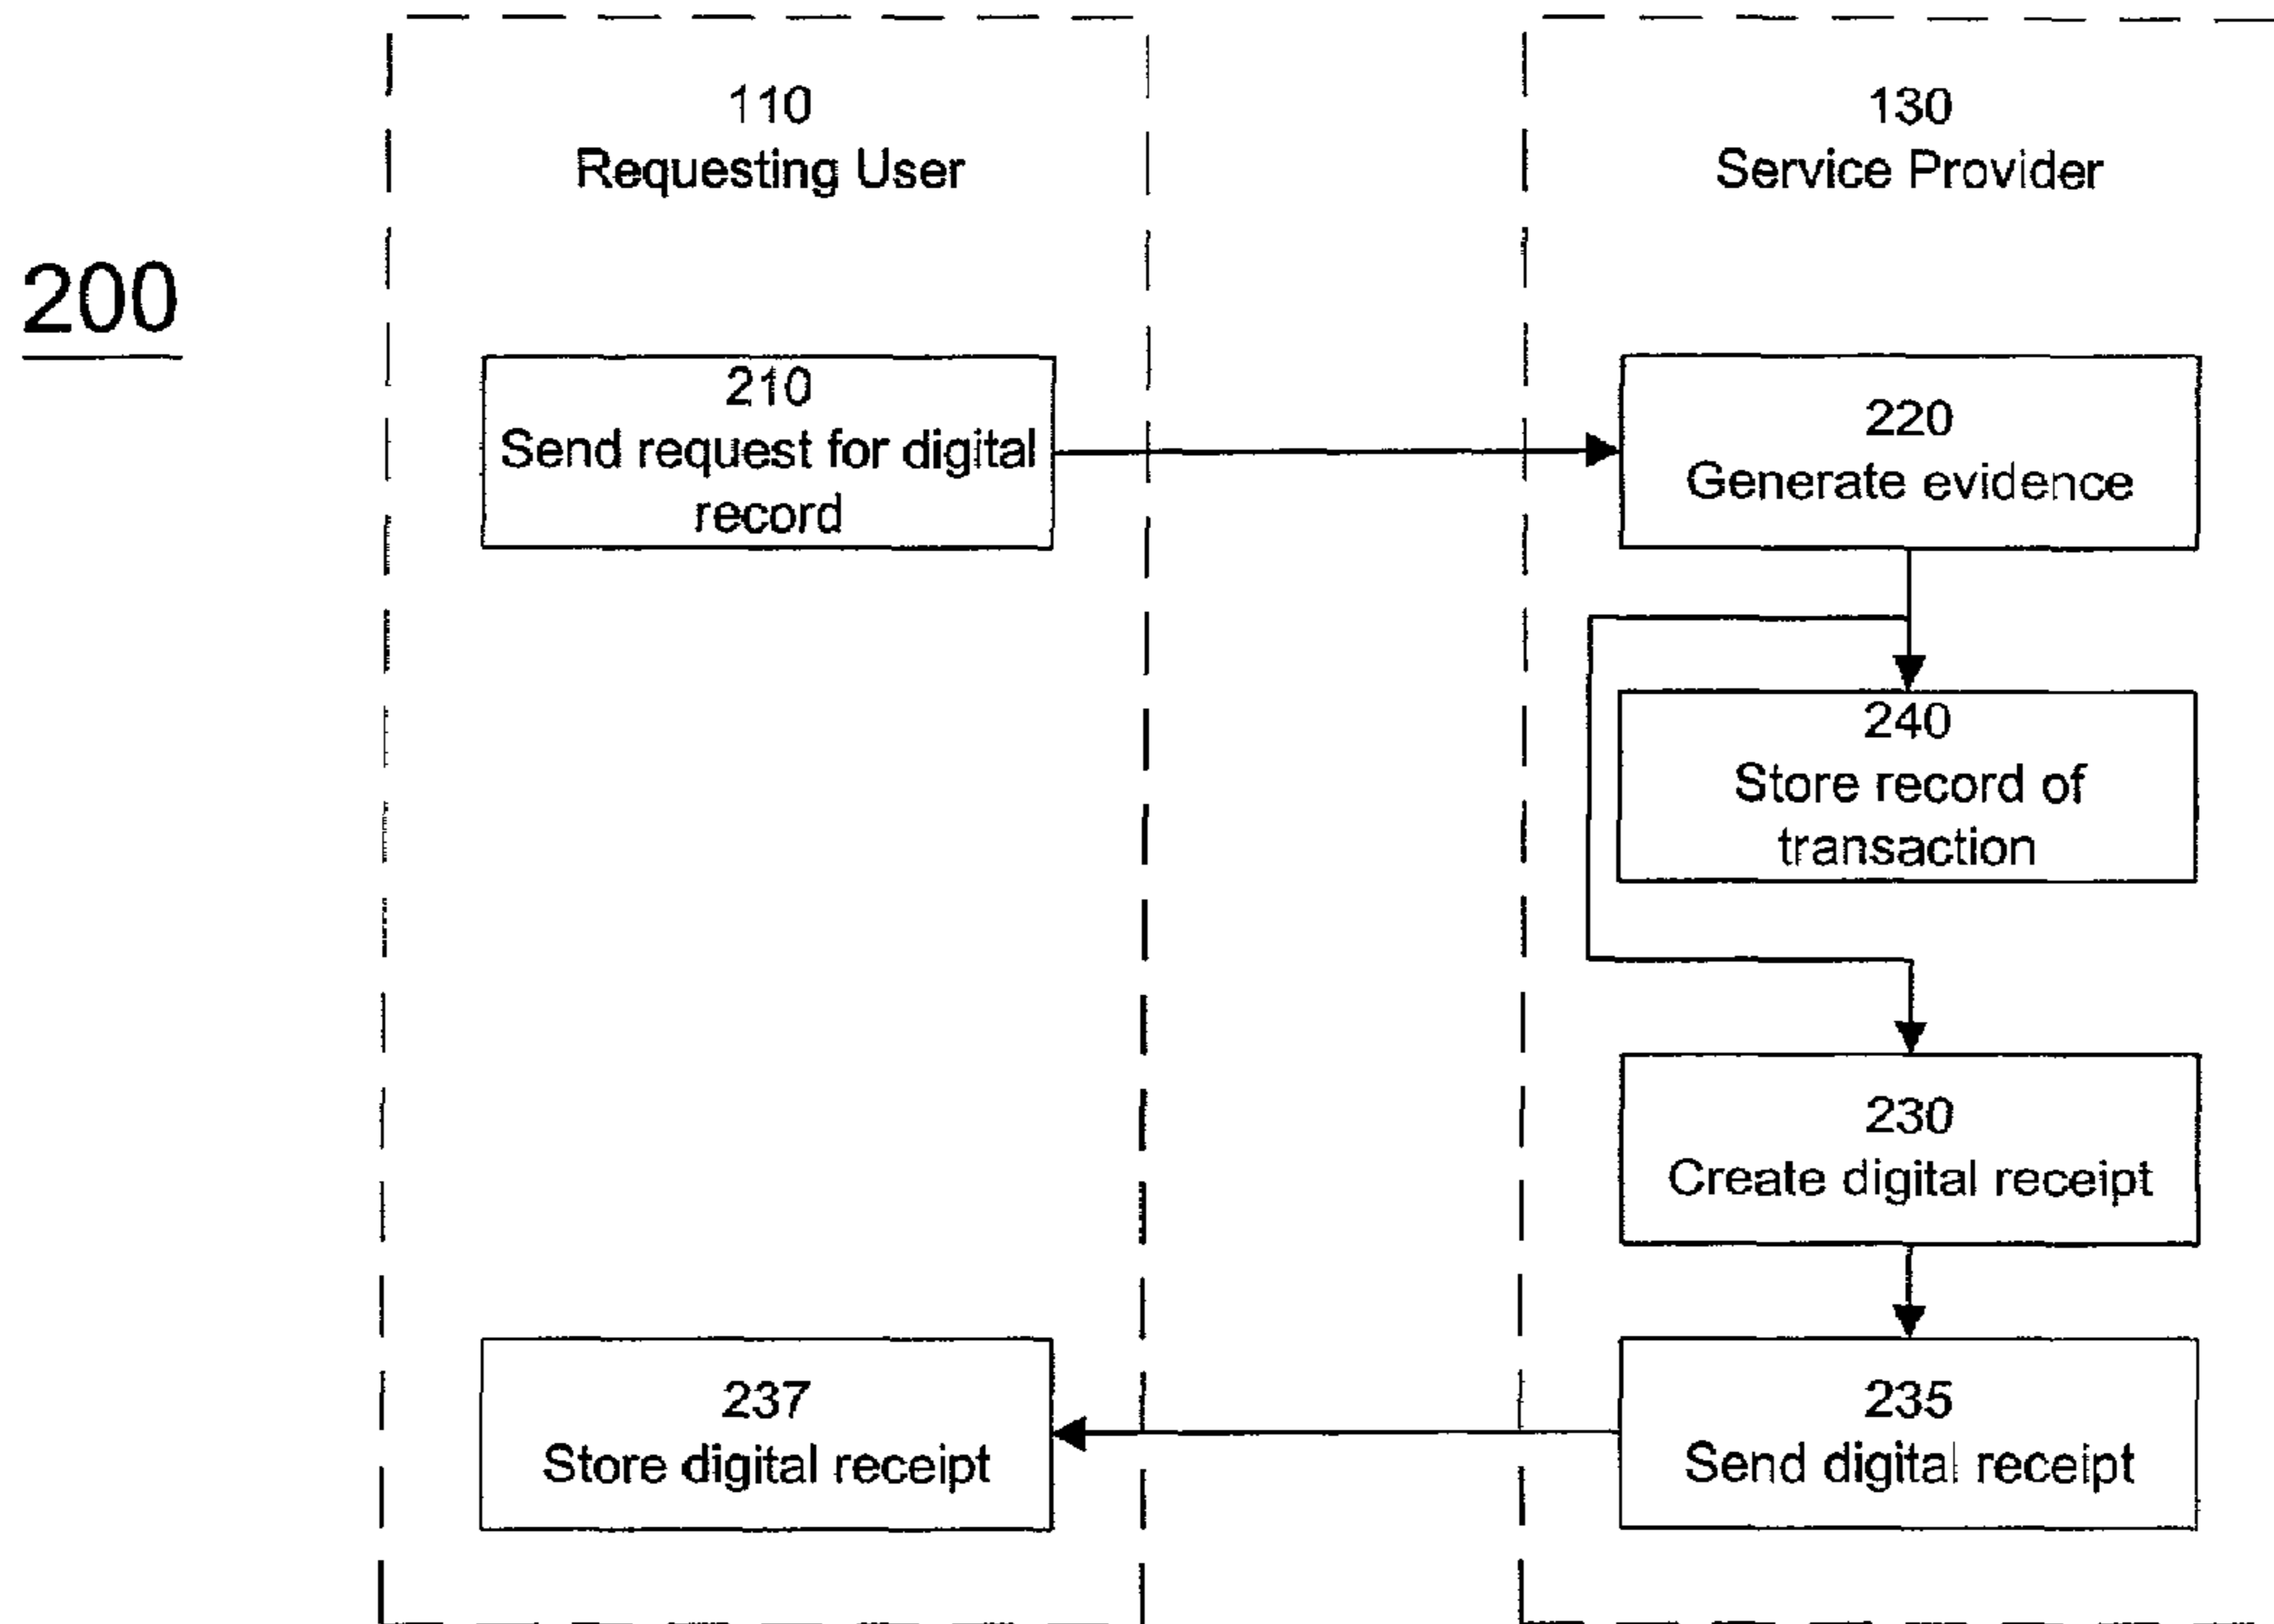 110
Requesting User
130
Service Provider
200
210
Send request for digital
record
220
Generate evidence
240
Store record of
transaction
230
Create digital receipt
237
Store digital receipt
235
Send digital receipt